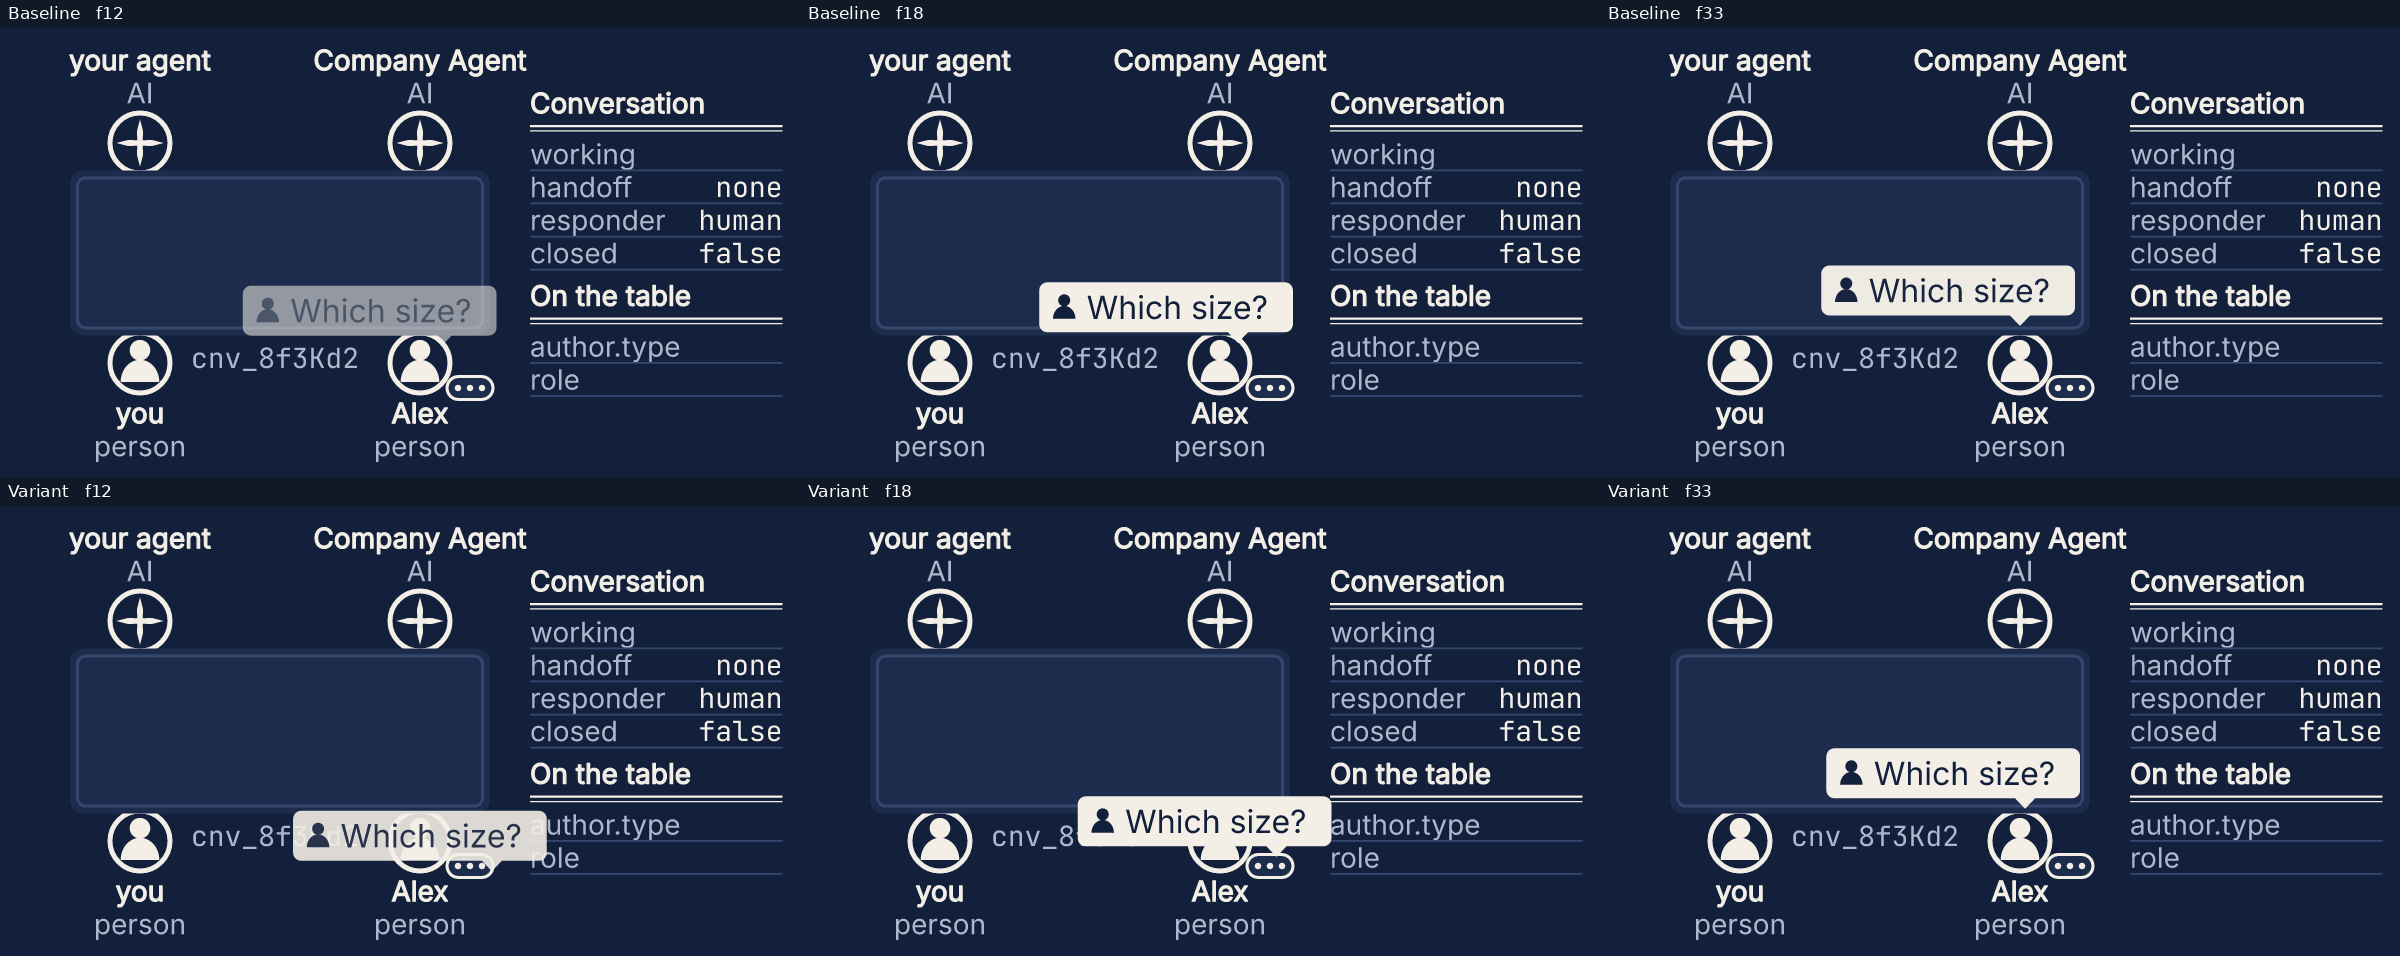 Baseline f12
your agent Company Agent
AI AI
Conversation
working
handoff none
responder human
closed false
Which size?
On the table
cnv_8f3Kd2
author.type
role
you Alex
person person
Baseline f18
your agent Company Agent
AI AI
Conversation
working
handoff none
responder human
closed false
Which size?
On the table
cnv_8f3Kd2
author.type
role
you Alex
person person
Baseline f33
your agent Company Agent
AI AI
Conversation
working
handoff none
responder human
closed false
Which size?
On the table
cnv_8f3Kd2
author.type
role
you Alex
person person
Variant f12
your agent Company Agent
AI AI
Conversation
working
handoff none
responder human
closed false
On the table
Which size?
author.type
role
you Alex
person person
Variant f18
your agent Company Agent
AI AI
Conversation
working
handoff none
responder human
closed false
On the table
cnv_8
Which size?
author.type
role
you Alex
person person
Variant f33
your agent Company Agent
AI AI
Conversation
working
handoff none
responder human
closed false
Which size?
On the table
cnv_8f3Kd2
author.type
role
you Alex
person person